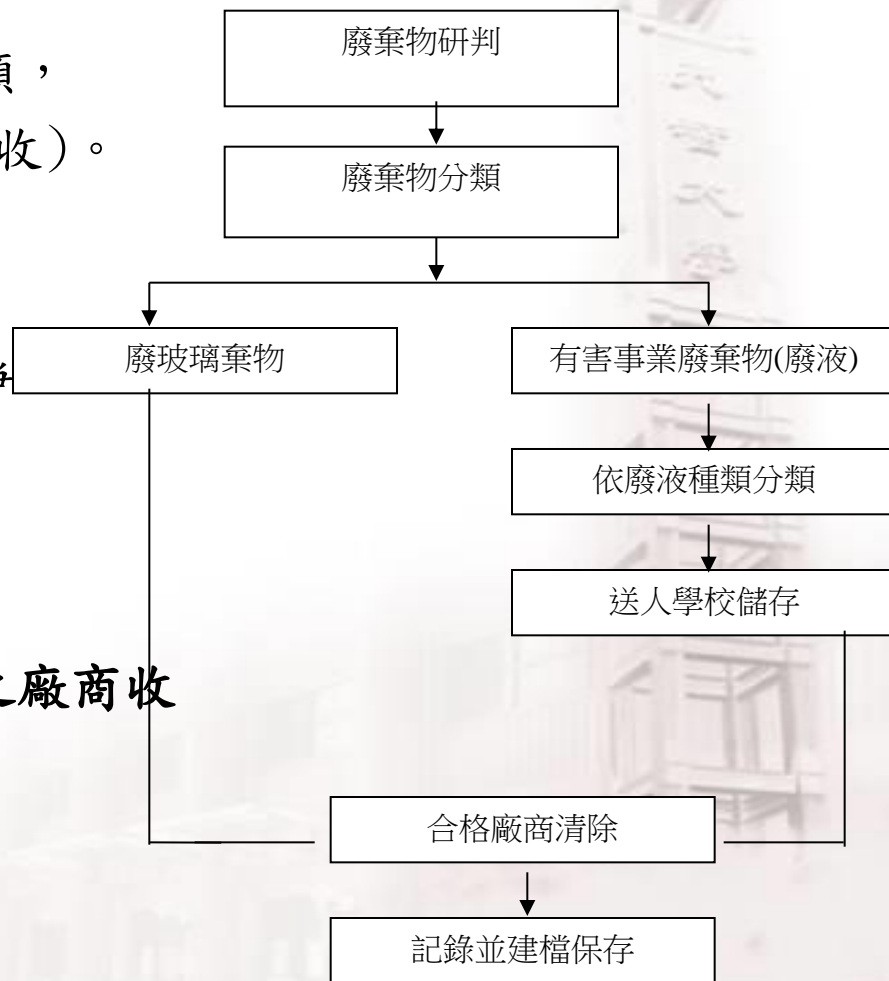 類，
收)。
廢棄物研判
廢棄物分類
廢玻璃棄物
有害事業廢棄物(廢液)
依廢液種類分類
送人學校儲存
之廠商收
合格廠商清除
記錄並建檔保存